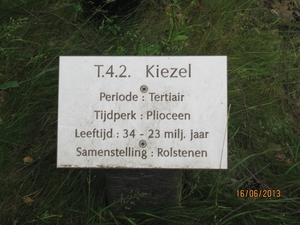 T.4.2. Kiezel
Periode : Tertiair
Tijdperk : Plioceen
Leeftijd : 34 - 23 milj. jaar
Samenstelling : Rolstenen
16/06/2013